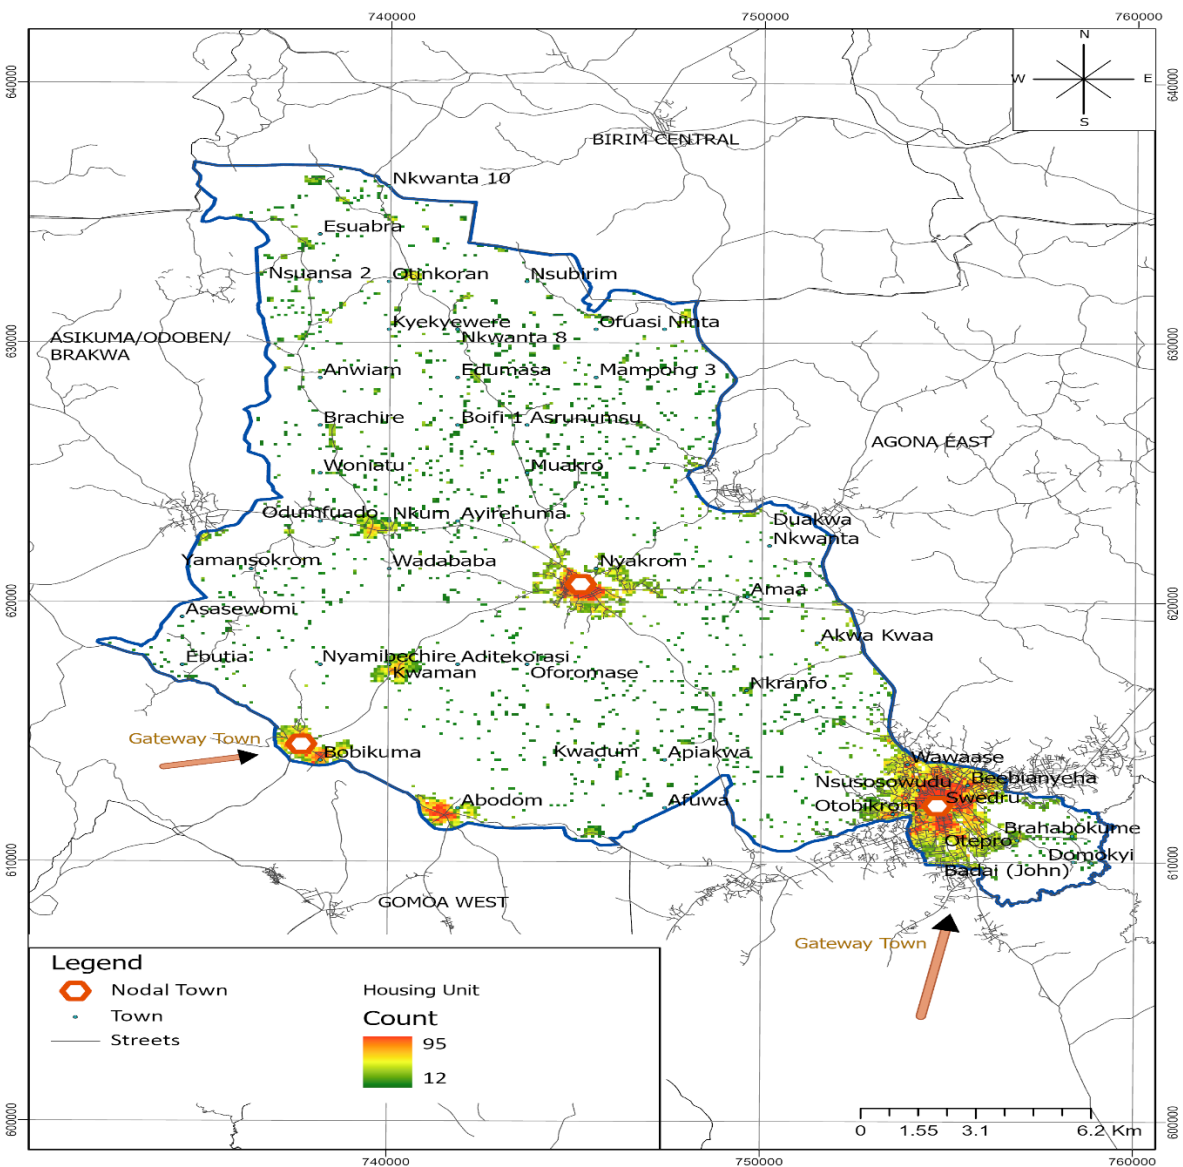 740000
750000
760000
640000
640000
N
W
E
S
BIRIM CENTRAL
Nkwanta 10
Esuabra
Nsuansa 2
Otinkoran
Nsubirim
Kyekyewere
Ofuasi Ninta
ASIKUMA/ODOBEN/
BRAKWA
Nkwanta 8
630000
630000
Anwiam
Edumasa
Mampong 3
Brachire
Boifi 1
Asrunumsu
AGONA EAST
Woniatu
Muakro
Odumfuado
Nkum
Ayirehuma
Duakwa
Nkwanta
Yamansokrom
Wadababa
Nyakrom
Amaa
620000
620000
Asasewomi
Akwa Kwaa
Ebutia
Nyamibechire
Aditekorasi
Kwaman
Oforomase
Nkranfo
Gateway Town
Bobikuma
Kwadum
Apiakwa
Wawaase
Nsusosowudu
Beebianyeha
Abodom
Afuwa
Otobikrom
Swedru
Brahabokume
Otepro
Domokyi
610000
610000
Badai (John)
GOMOA WEST
Gateway Town
Legend
Nodal Town
Town
Streets
Housing Unit
Count
95
12
600000
600000
0
1.55
3.1
6.2 Km
740000
750000
760000